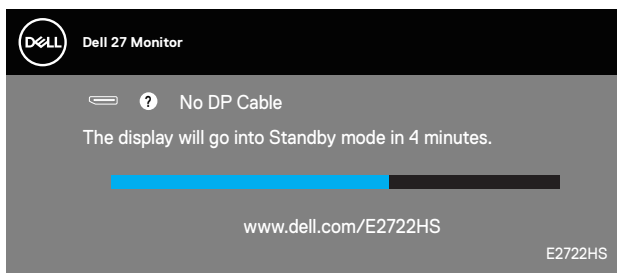 DELL
Dell 27 Monitor
? No DP Cable
The display will go into Standby mode in 4 minutes.
www.dell.com/E2722HS
E2722HS